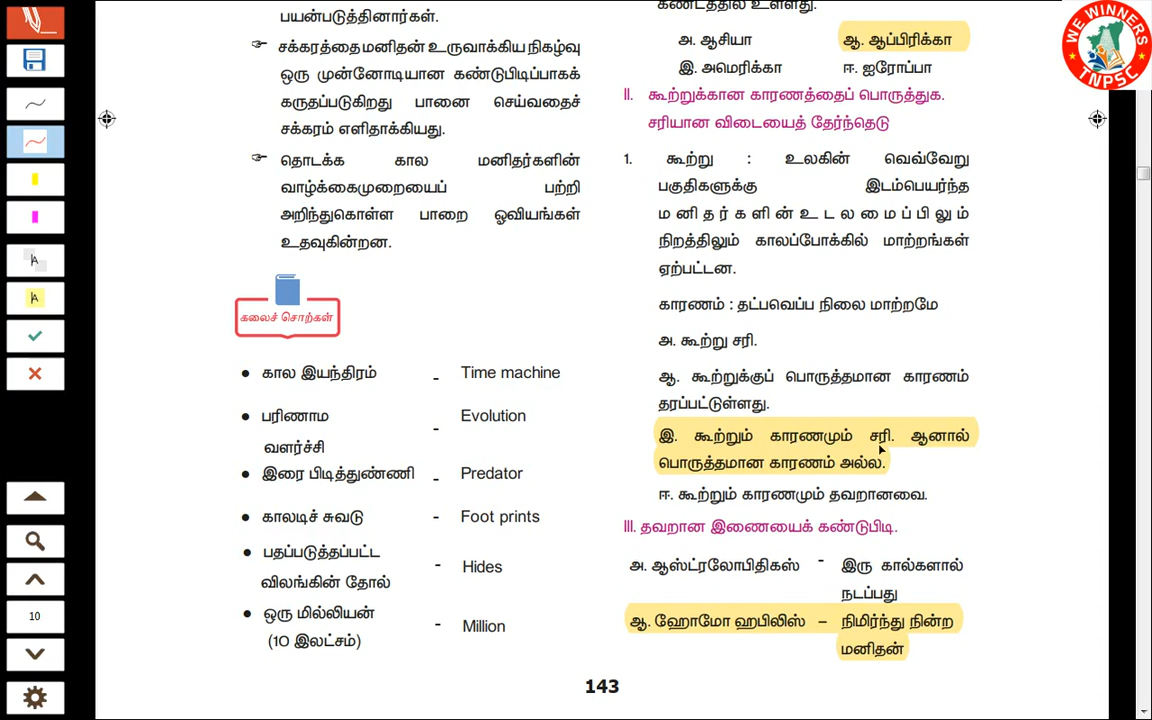 பயன்படுத்தினார்கள்.
☞ சக்கரத்தை மனிதன் உருவாக்கிய நிகழ்வு
ஒரு முன்னோடியான கண்டுபிடிப்பாகக்
கருதப்படுகிறது பானை செய்வதைச்
சக்கரம் எளிதாக்கியது.
☞ தொடக்க கால மனிதர்களின்
வாழ்க்கைமுறையைப் பற்றி
அறிந்துகொள்ள பாறை ஓவியங்கள்
உதவுகின்றன.
கலைச் சொற்கள்
● கால இயந்திரம் - Time machine
● பரிணாம
வளர்ச்சி - Evolution
● இரை பிடித்துண்ணி - Predator
● காலடிச் சுவடு - Foot prints
● பதப்படுத்தப்பட்ட
விலங்கின் தோல் - Hides
● ஒரு மில்லியன்
(10 இலட்சம்) - Million
கண்டத்தில் உள்ளது.
அ. ஆசியா ஆ. ஆப்பிரிக்கா
இ. அமெரிக்கா ஈ. ஐரோப்பா
II. கூற்றுக்கான காரணத்தைப் பொருத்துக.
சரியான விடையைத் தேர்ந்தெடு
1. கூற்று : உலகின் வெவ்வேறு
பகுதிகளுக்கு இடம்பெயர்ந்த
மனிதர்களின் உடலமைப்பிலும்
நிறத்திலும் காலப்போக்கில் மாற்றங்கள்
ஏற்பட்டன.
காரணம் : தட்பவெப்ப நிலை மாற்றமே
அ. கூற்று சரி.
ஆ. கூற்றுக்குப் பொருத்தமான காரணம்
தரப்பட்டுள்ளது.
இ. கூற்றும் காரணமும் சரி. ஆனால்
பொருத்தமான காரணம் அல்ல.
ஈ. கூற்றும் காரணமும் தவறானவை.
III. தவறான இணையைக் கண்டுபிடி.
அ. ஆஸ்ட்ரலோபிதிகஸ் - இரு கால்களால்
நடப்பது
ஆ. ஹோமோ ஹபிலிஸ் – நிமிர்ந்து நின்ற
மனிதன்
143
10
WE WINNERS
TNPSC